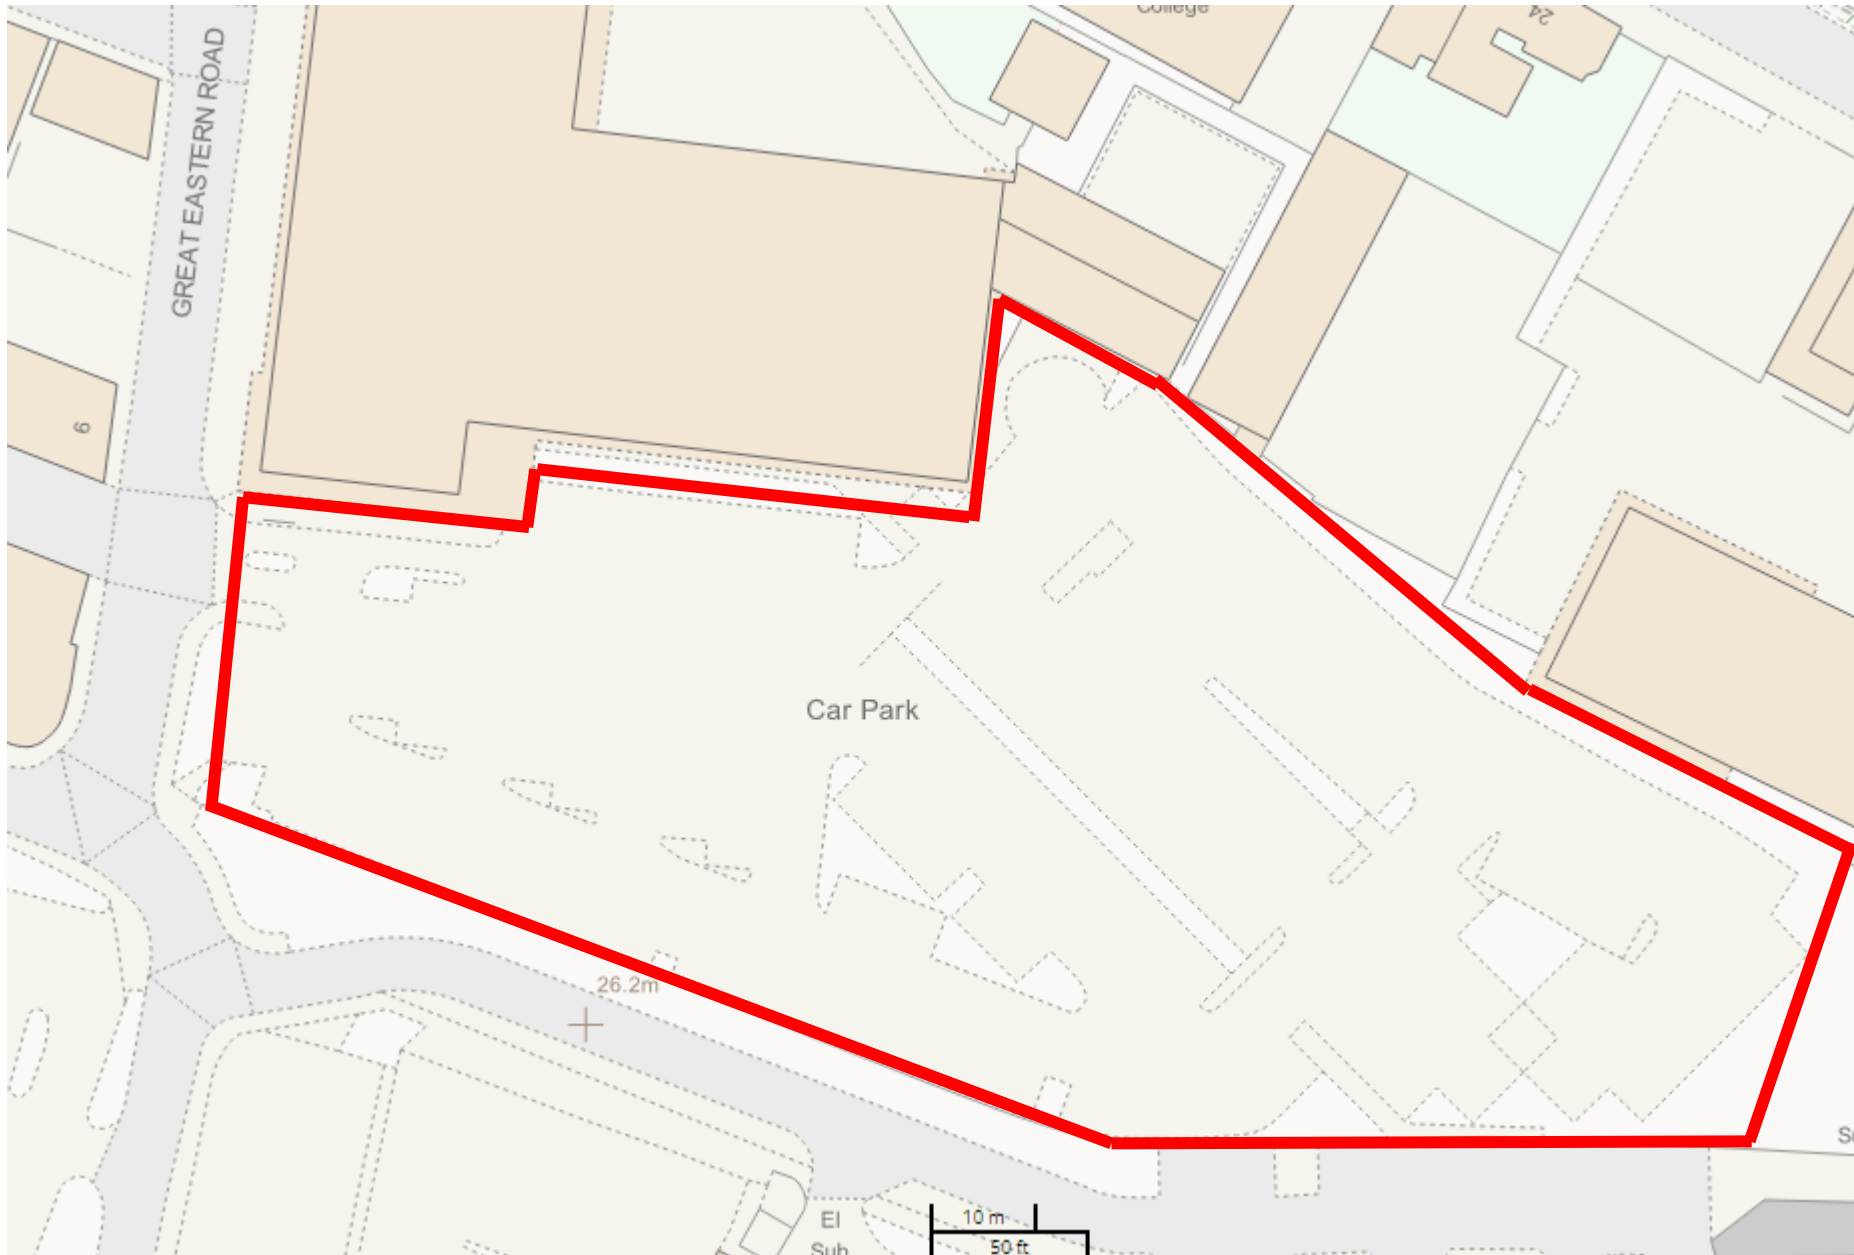 College
24
GREAT EASTERN ROAD
6
Car Park
26.2m
El
Sub
10 m
50 ft